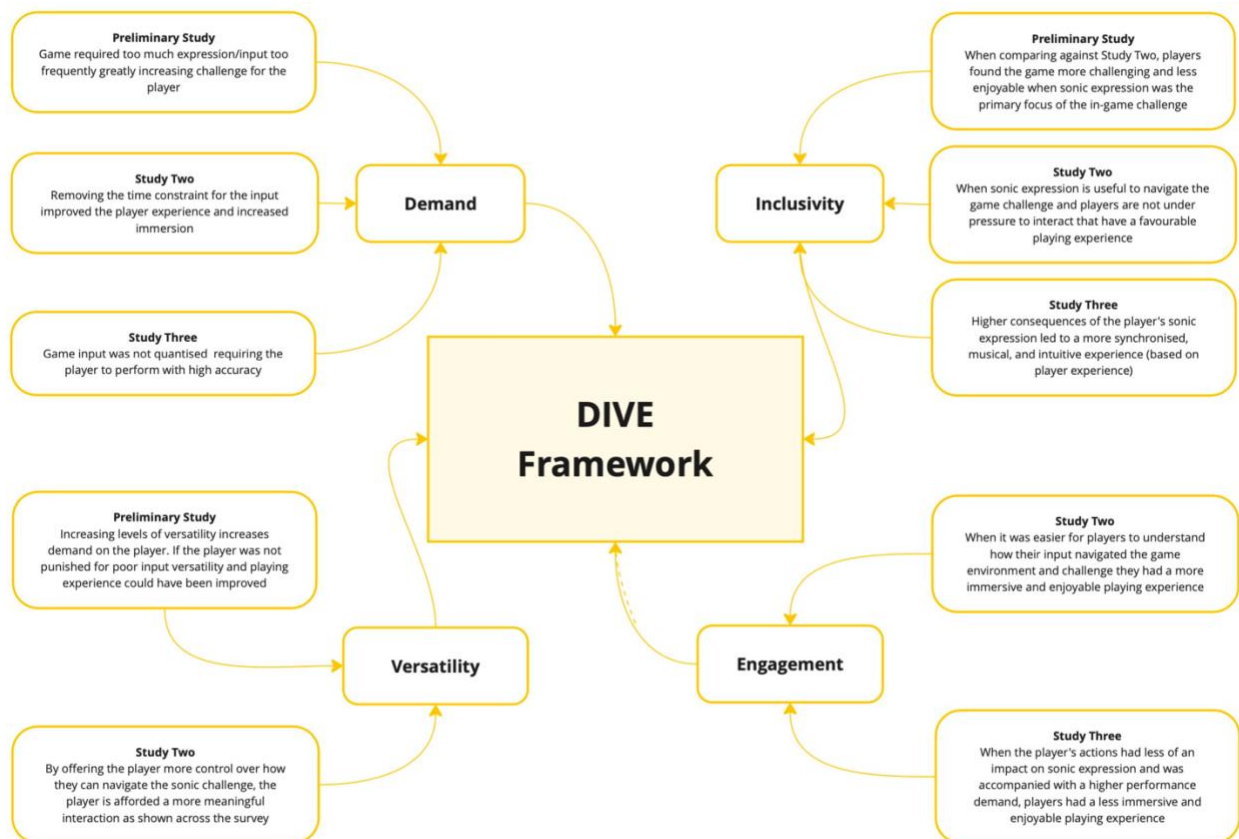 Preliminary Study
Game required too much expression/input too
frequently greatly increasing challenge for the
player
Study Two
Removing the time constraint for the input
improved the player experience and increased
immersion
Study Three
Game input was not quantised requiring the
player to perform with high accuracy
Demand
Preliminary Study
When comparing against Study Two, players
found the game more challenging and less
enjoyable when sonic expression was the
primary focus of the in-game challenge
Study Two
When sonic expression is useful to navigate the
game challenge and players are not under
pressure to interact that have a favourable
playing experience
Study Three
Higher consequences of the player's sonic
expression led to a more synchronised,
musical, and intuitive experience (based on
player experience)
Inclusivity
DIVE
Framework
Preliminary Study
Increasing levels of versatility increases
demand on the player. If the player was not
punished for poor input versatility and playing
experience could have been improved
Versatility
Study Two
By offering the player more control over how
they can navigate the sonic challenge, the
player is afforded a more meaningful
interaction as shown across the survey
Study Two
When it was easier for players to understand
how their input navigated the game
environment and challenge they had a more
immersive and enjoyable playing experience
Engagement
Study Three
When the player's actions had less of an
impact on sonic expression and was
accompanied with a higher performance
demand, players had a less immersive and
enjoyable playing experience